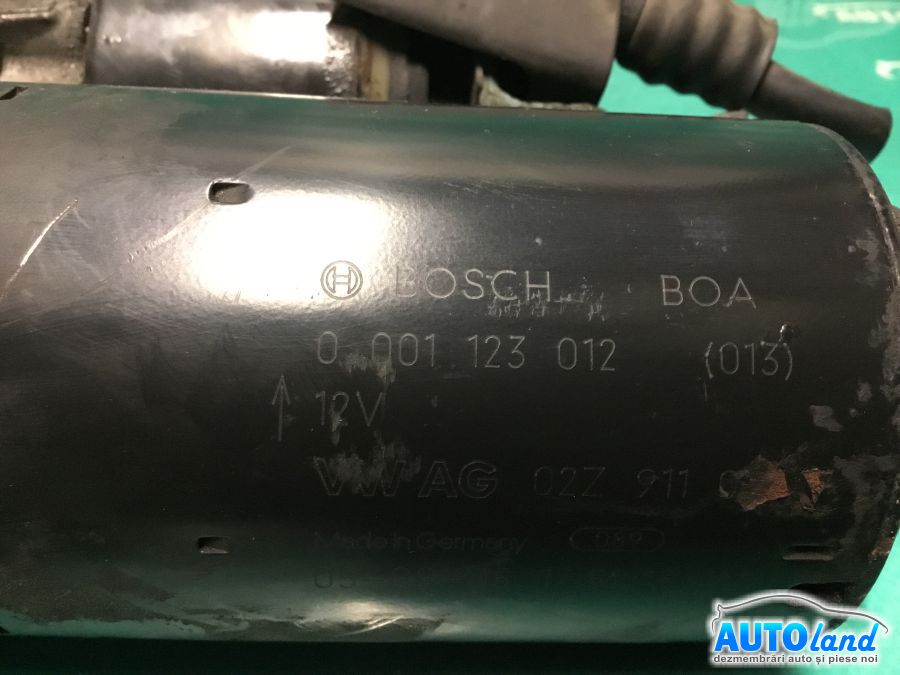 BOSCH BOA
0 001 123 012 (013)
12V
VW AG 02Z 911
Made in Germany 089
AUTOland
dezmembrări auto și piese noi